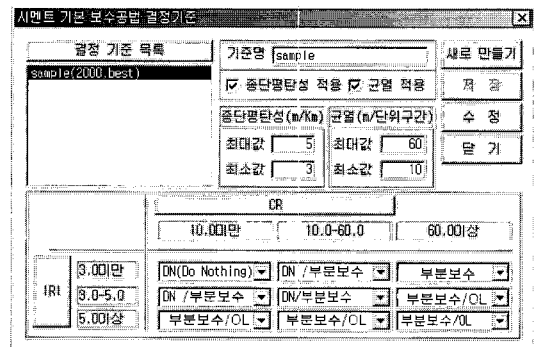 시멘트 기본 보수공법 결정기준
결정 기준 목록
sample(2000.best)
기준명 sample
종단평탄성 적용 균열 적용
종단평탄성(m/Km) 균열(m/단위구간)
최대값 5 최대값 60
최소값 3 최소값 10
새로 만들기
저 장
수 정
닫 기
CR
10.0미만 10.0-60.0 60.0이상
IRI
3.0미만 DN(Do Nothing) DN /부분보수 부분보수
3.0-5.0 DN /부분보수 DN/부분보수 부분보수/OL
5.0이상 부분보수/OL 부분보수/OL 부분보수/OL